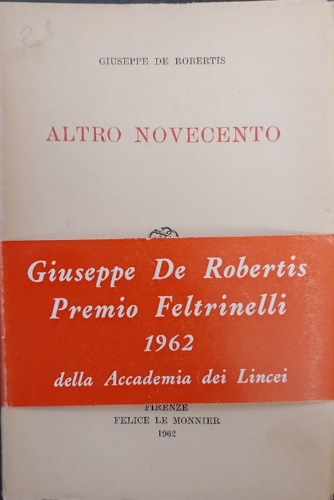 GIUSEPPE DE ROBERTIS
ALTRO NOVECENTO
Giuseppe De Robertis
Premio Feltrinelli
1962
della Accademia dei Lincei
FIRENZE
FELICE LE MONNIER
1962